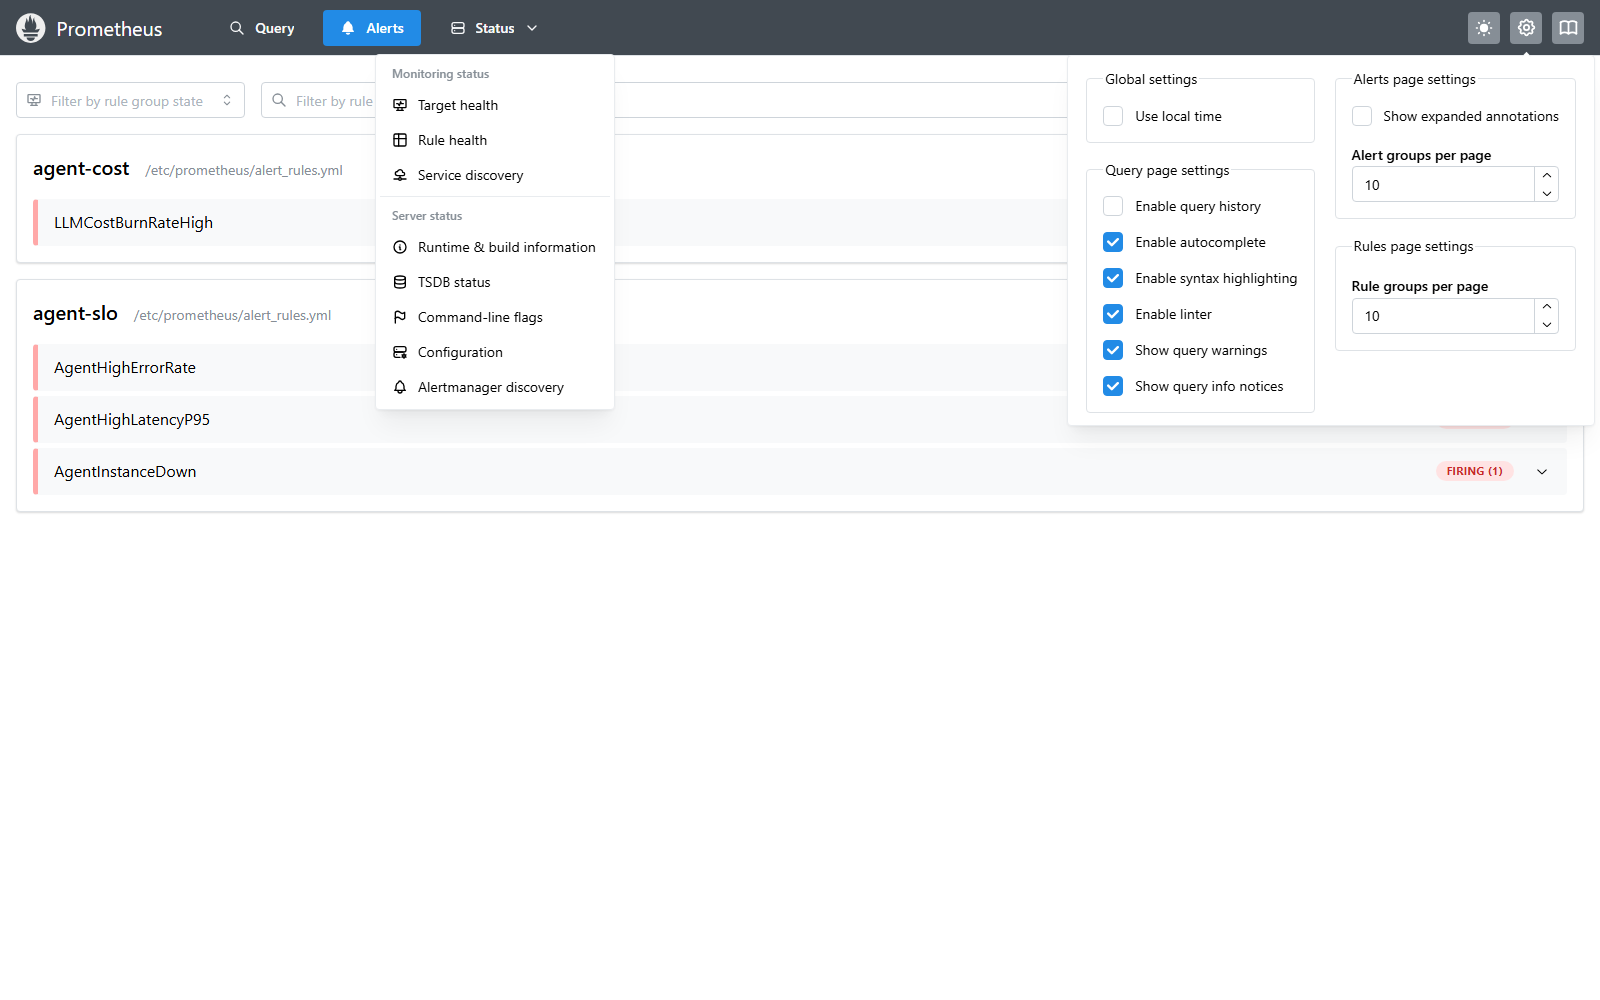 Prometheus
Query
Alerts
Status
Filter by rule group state
Filter by rule
Monitoring status
Target health
Rule health
Service discovery
Server status
Runtime & build information
TSDB status
Command-line flags
Configuration
Alertmanager discovery
Global settings
Use local time
Query page settings
Enable query history
Enable autocomplete
Enable syntax highlighting
Enable linter
Show query warnings
Show query info notices
Alerts page settings
Show expanded annotations
Alert groups per page
10
Rules page settings
Rule groups per page
10
agent-cost /etc/prometheus/alert_rules.yml
LLMCostBurnRateHigh
agent-slo /etc/prometheus/alert_rules.yml
AgentHighErrorRate
AgentHighLatencyP95
AgentInstanceDown FIRING (1)